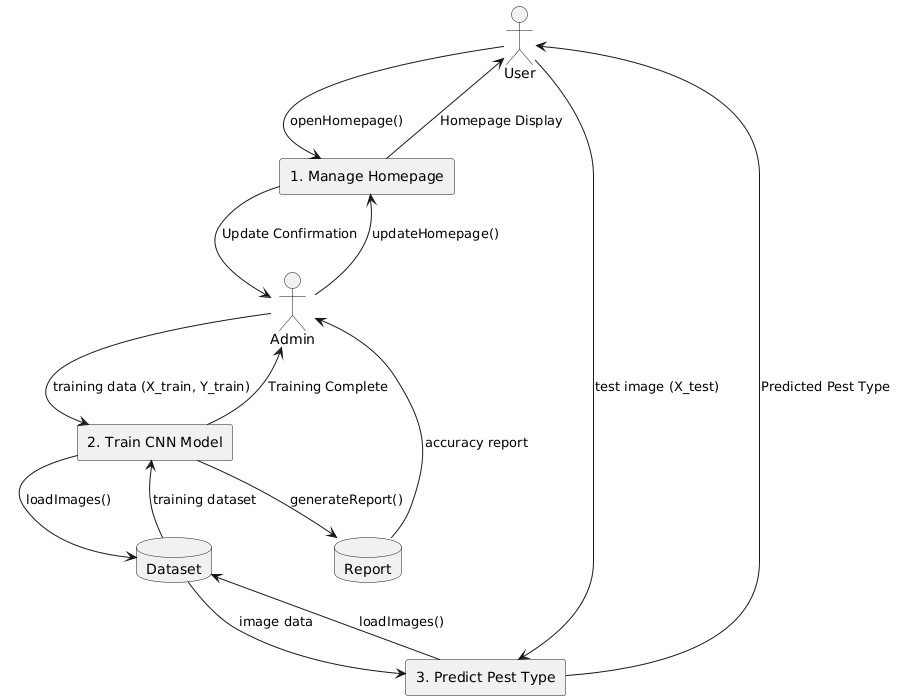 User
openHomepage()
Homepage Display
1. Manage Homepage
Update Confirmation
updateHomepage()
Admin
training data (X_train, Y_train)
Training Complete
test image (X_test)
Predicted Pest Type
2. Train CNN Model
accuracy report
loadImages()
training dataset
generateReport()
Dataset
Report
image data
loadImages()
3. Predict Pest Type